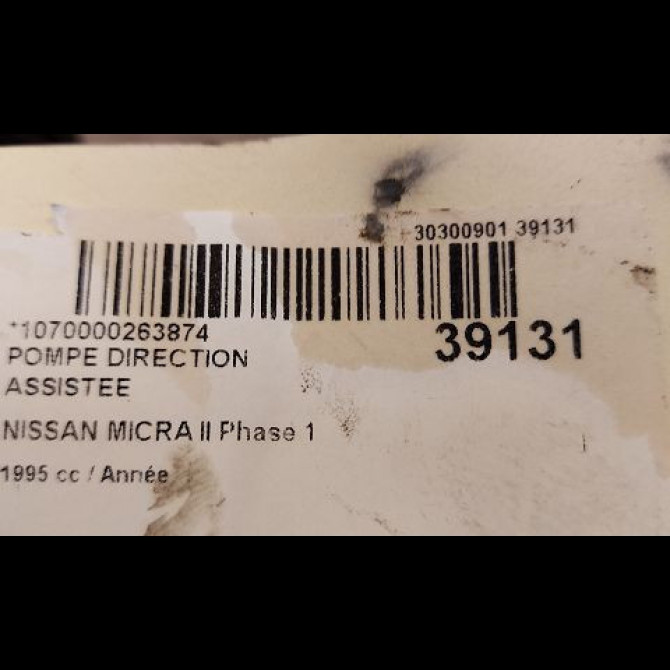 30300901 39131
*1070000263874
39131
POMPE DIRECTION
ASSISTEE
NISSAN MICRA II Phase 1
1995 cc / Année